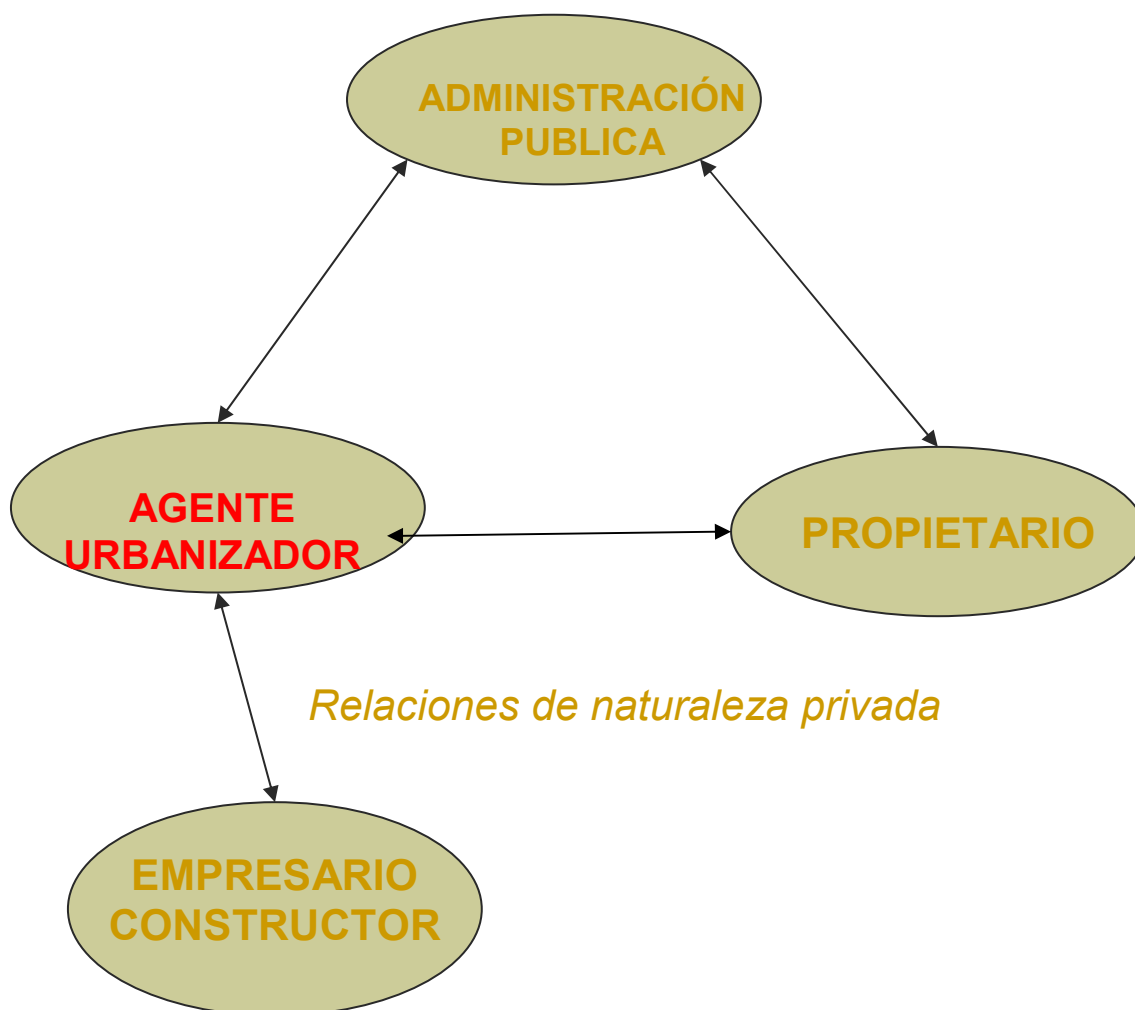 ADMINISTRACIÓN
PUBLICA
AGENTE
URBANIZADOR
PROPIETARIO
Relaciones de naturaleza privada
EMPRESARIO
CONSTRUCTOR